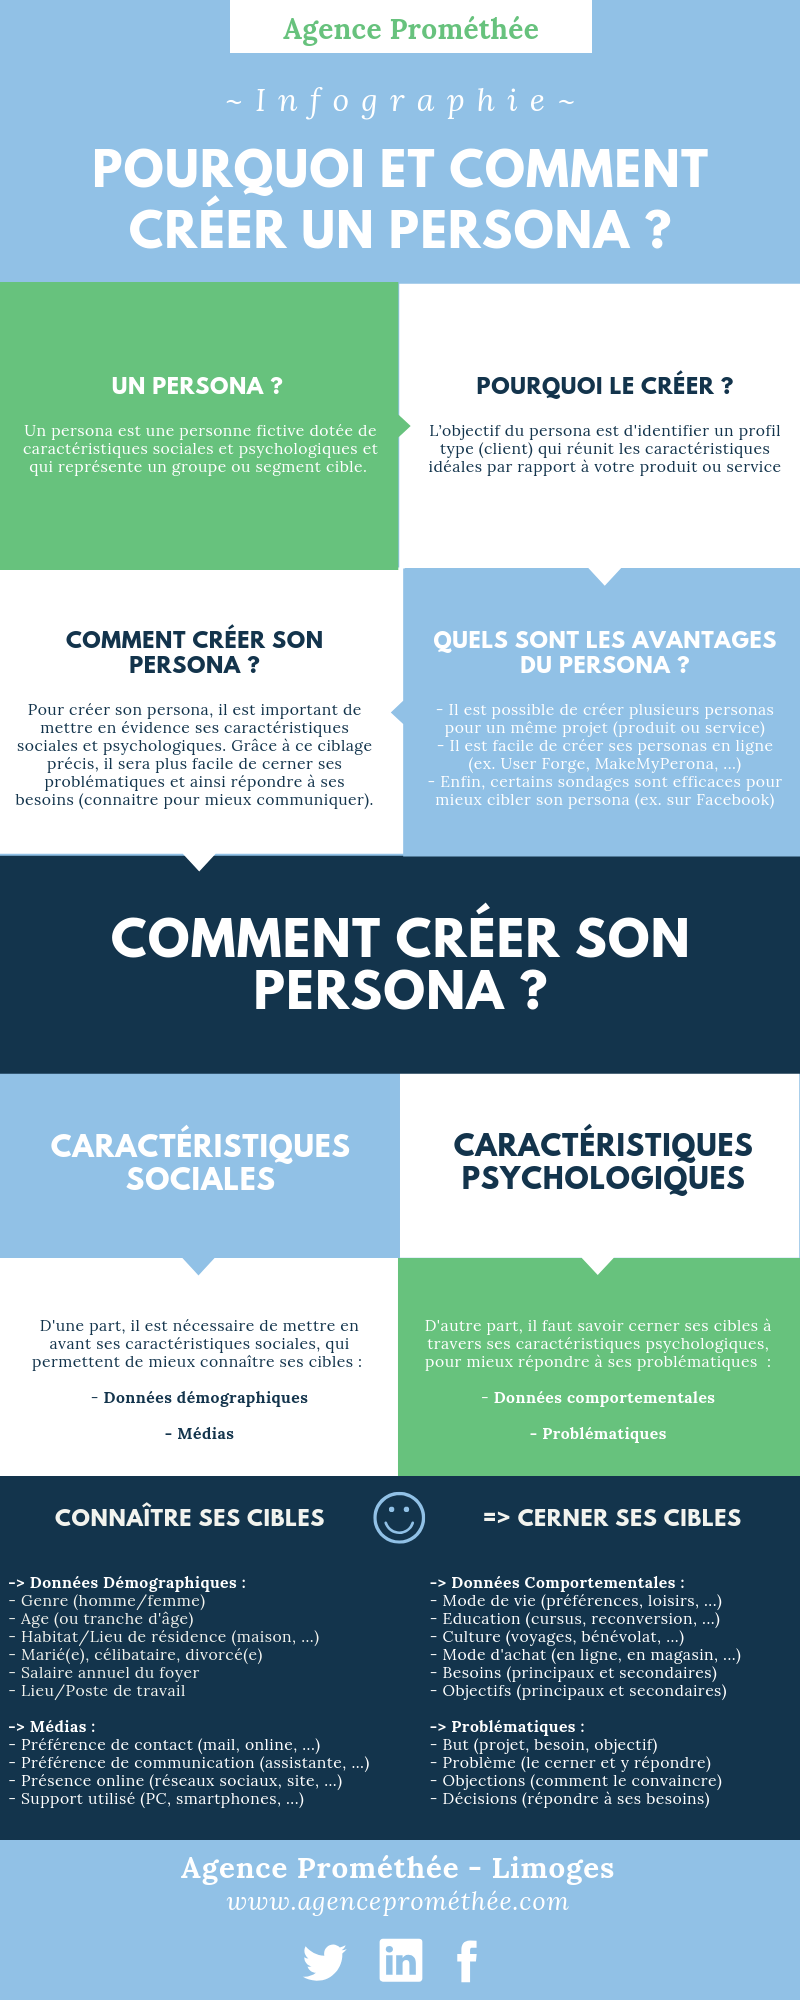 Agence Prométhée
~ Infographie ~
POURQUOI ET COMMENT
CRÉER UN PERSONA ?
UN PERSONA ?
Un persona est une personne fictive dotée de
caractéristiques sociales et psychologiques et
qui représente un groupe ou segment cible.
POURQUOI LE CRÉER ?
L'objectif du persona est d'identifier un profil
type (client) qui réunit les caractéristiques
idéales par rapport à votre produit ou service
QUELS SONT LES AVANTAGES
DU PERSONA ?
- Il est possible de créer plusieurs personas
pour un même projet (produit ou service)
- Il est facile de créer ses personas en ligne
(ex. User Forge, MakeMyPerona, ...)
- Enfin, certains sondages sont efficaces pour
mieux cibler son persona (ex. sur Facebook)
COMMENT CRÉER SON
PERSONA ?
Pour créer son persona, il est important de
mettre en évidence ses caractéristiques
sociales et psychologiques. Grâce à ce ciblage
précis, il sera plus facile de cerner ses
problématiques et ainsi répondre à ses
besoins (connaitre pour mieux communiquer).
COMMENT CRÉER SON
PERSONA ?
CARACTÉRISTIQUES
SOCIALES
D'une part, il est nécessaire de mettre en
avant ses caractéristiques sociales, qui
permettent de mieux connaître ses cibles :
- Données démographiques
- Médias
CARACTÉRISTIQUES
PSYCHOLOGIQUES
D'autre part, il faut savoir cerner ses cibles à
travers ses caractéristiques psychologiques,
pour mieux répondre à ses problématiques  :
- Données comportementales
- Problématiques
CONNAÎTRE SES CIBLES
-> Données Démographiques :
- Genre (homme/femme)
- Age (ou tranche d'âge)
- Habitat/Lieu de résidence (maison, ...)
- Marié(e), célibataire, divorcé(e)
- Salaire annuel du foyer
- Lieu/Poste de travail
-> Médias :
- Préférence de contact (mail, online, ...)
- Préférence de communication (assistante, ...)
- Présence online (réseaux sociaux, site, ...)
- Support utilisé (PC, smartphones, ...)
=> CERNER SES CIBLES
-> Données Comportementales :
- Mode de vie (préférences, loisirs, ...)
- Education (cursus, reconversion, ...)
- Culture (voyages, bénévolat, ...)
- Mode d'achat (en ligne, en magasin, ...)
- Besoins (principaux et secondaires)
- Objectifs (principaux et secondaires)
-> Problématiques :
- But (projet, besoin, objectif)
- Problème (le cerner et y répondre)
- Objections (comment le convaincre)
- Décisions (répondre à ses besoins)
Agence Prométhée - Limoges
www.agenceprométhée.com